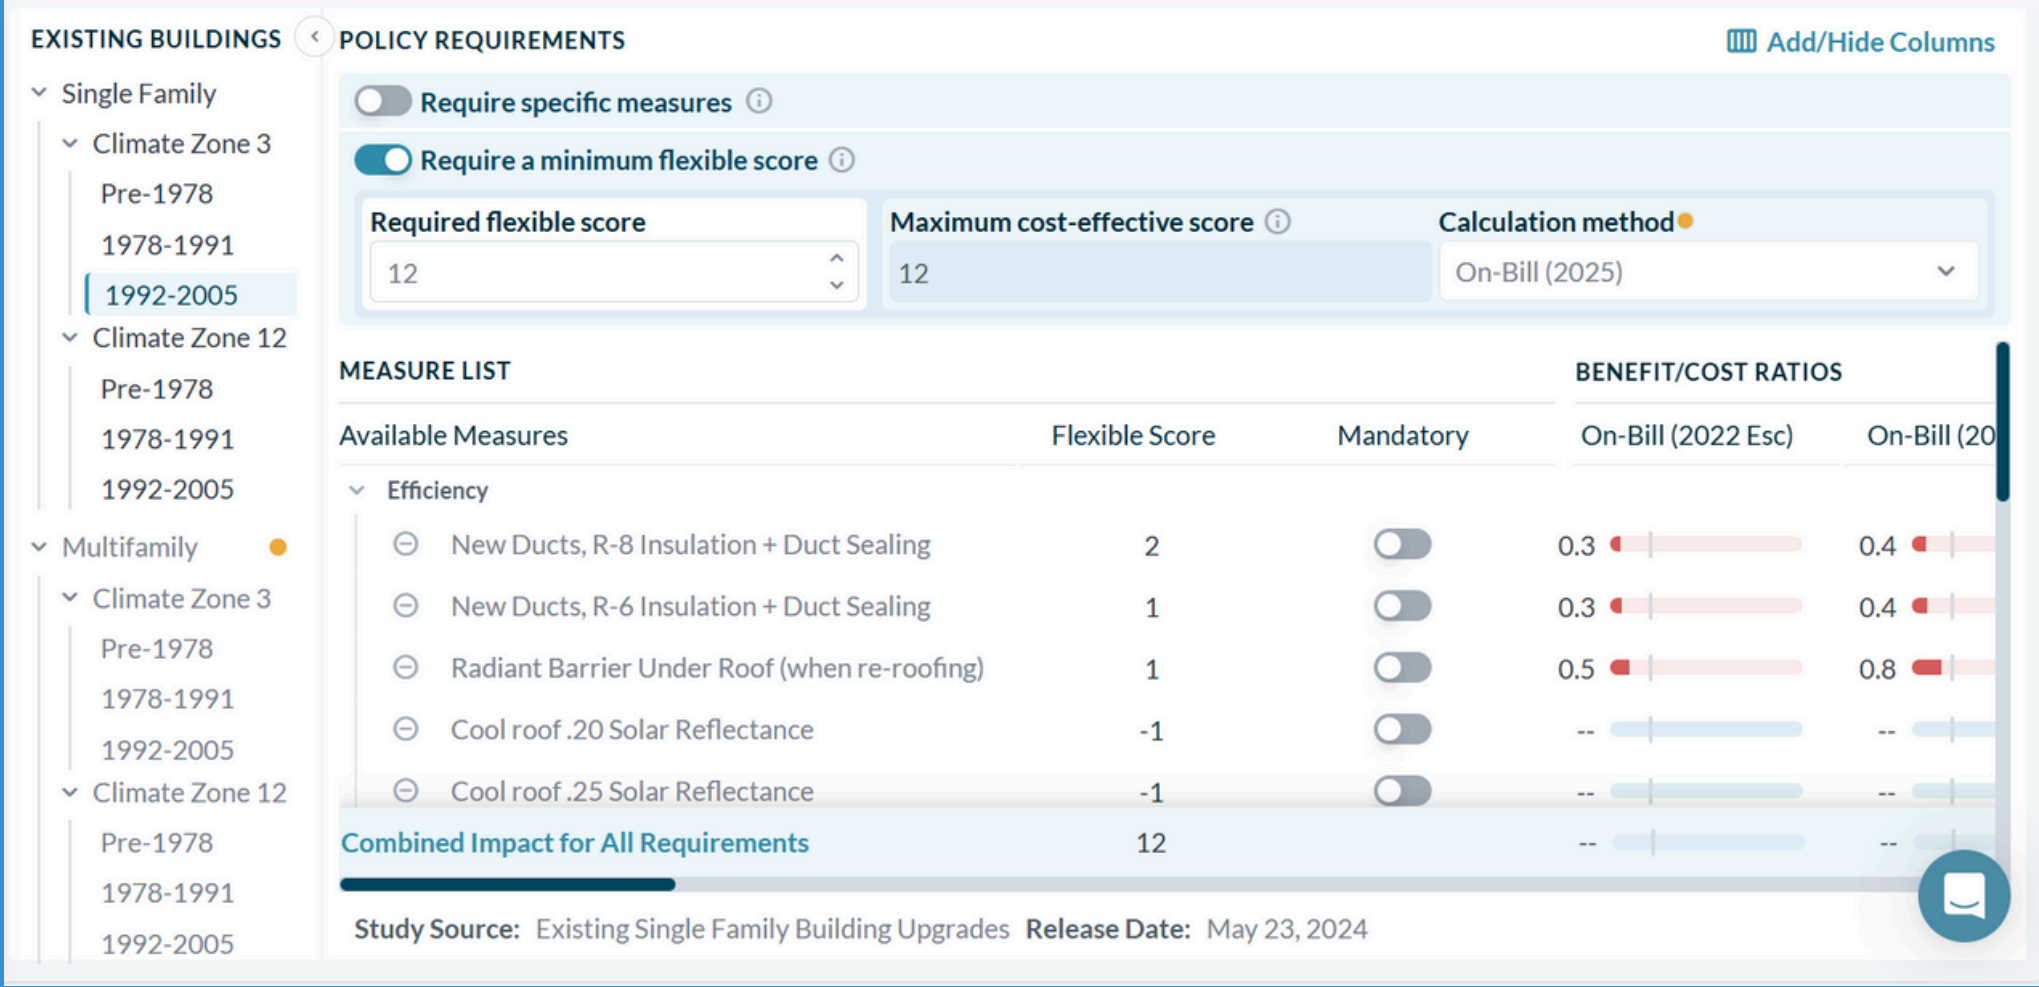 EXISTING BUILDINGS
Single Family
Climate Zone 3
Pre-1978
1978-1991
1992-2005
Climate Zone 12
Pre-1978
1978-1991
1992-2005
Multifamily
Climate Zone 3
Pre-1978
1978-1991
1992-2005
Climate Zone 12
Pre-1978
1978-1991
1992-2005
POLICY REQUIREMENTS
Add/Hide Columns
Require specific measures
Require a minimum flexible score
Required flexible score
12
Maximum cost-effective score
12
Calculation method
On-Bill (2025)
MEASURE LIST
BENEFIT/COST RATIOS
Available Measures Flexible Score Mandatory On-Bill (2022 Esc) On-Bill (20
Efficiency
New Ducts, R-8 Insulation + Duct Sealing 2 0.3 0.4
New Ducts, R-6 Insulation + Duct Sealing 1 0.3 0.4
Radiant Barrier Under Roof (when re-roofing) 1 0.5 0.8
Cool roof .20 Solar Reflectance -1 -- --
Cool roof .25 Solar Reflectance -1 -- --
Combined Impact for All Requirements 12 -- --
Study Source: Existing Single Family Building Upgrades Release Date: May 23, 2024